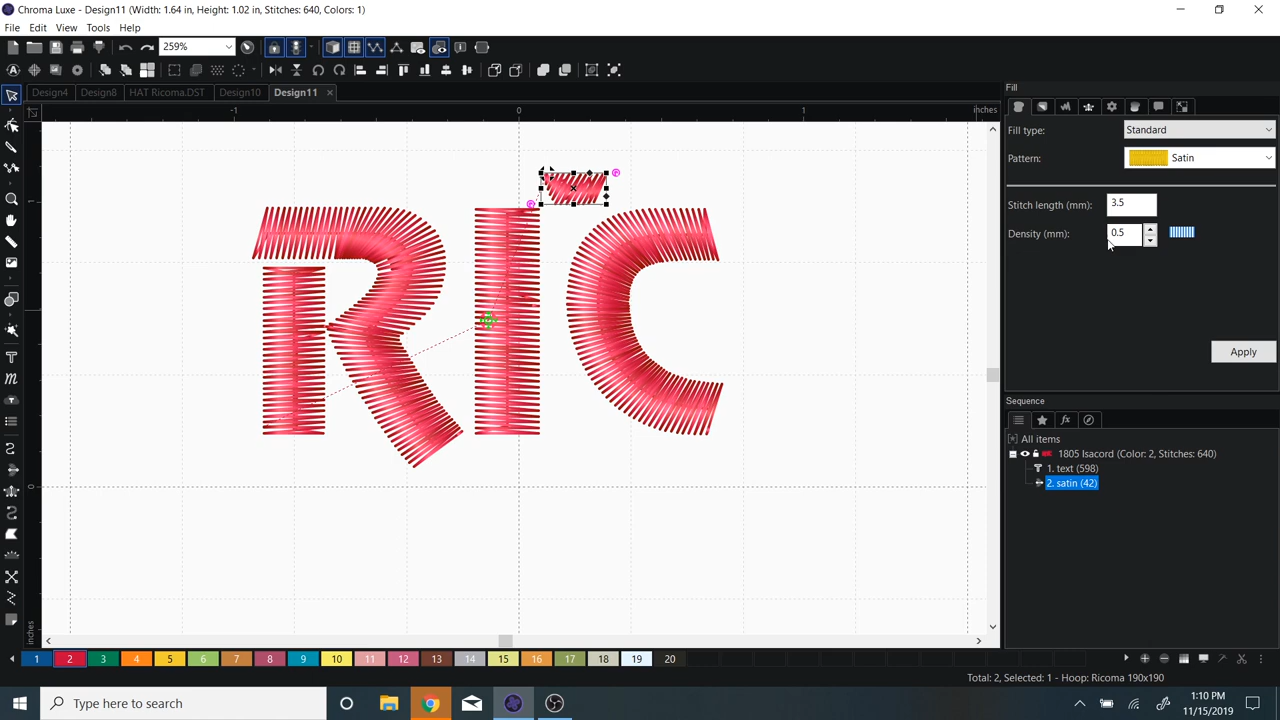 Chroma Luxe - Design11 (Width: 1.64 in, Height: 1.02 in, Stitches: 640, Colors: 1)
File Edit View Tools Help
259%
Design4 Design8 HAT Ricoma.DST Design10 Design11
-1 0 1 inches
1
0
inches
RIC
Fill
Fill type: Standard
Pattern: Satin
Stitch length (mm): 3.5
Density (mm): 0.5
Apply
Sequence
fx
All items
1805 Isacord (Color: 2, Stitches: 640)
1. text (598)
2. satin (42)
1 2 3 4 5 6 7 8 9 10 11 12 13 14 15 16 17 18 19 20
Total: 2, Selected: 1 - Hoop: Ricoma 190x190
Type here to search
1:10 PM
11/15/2019